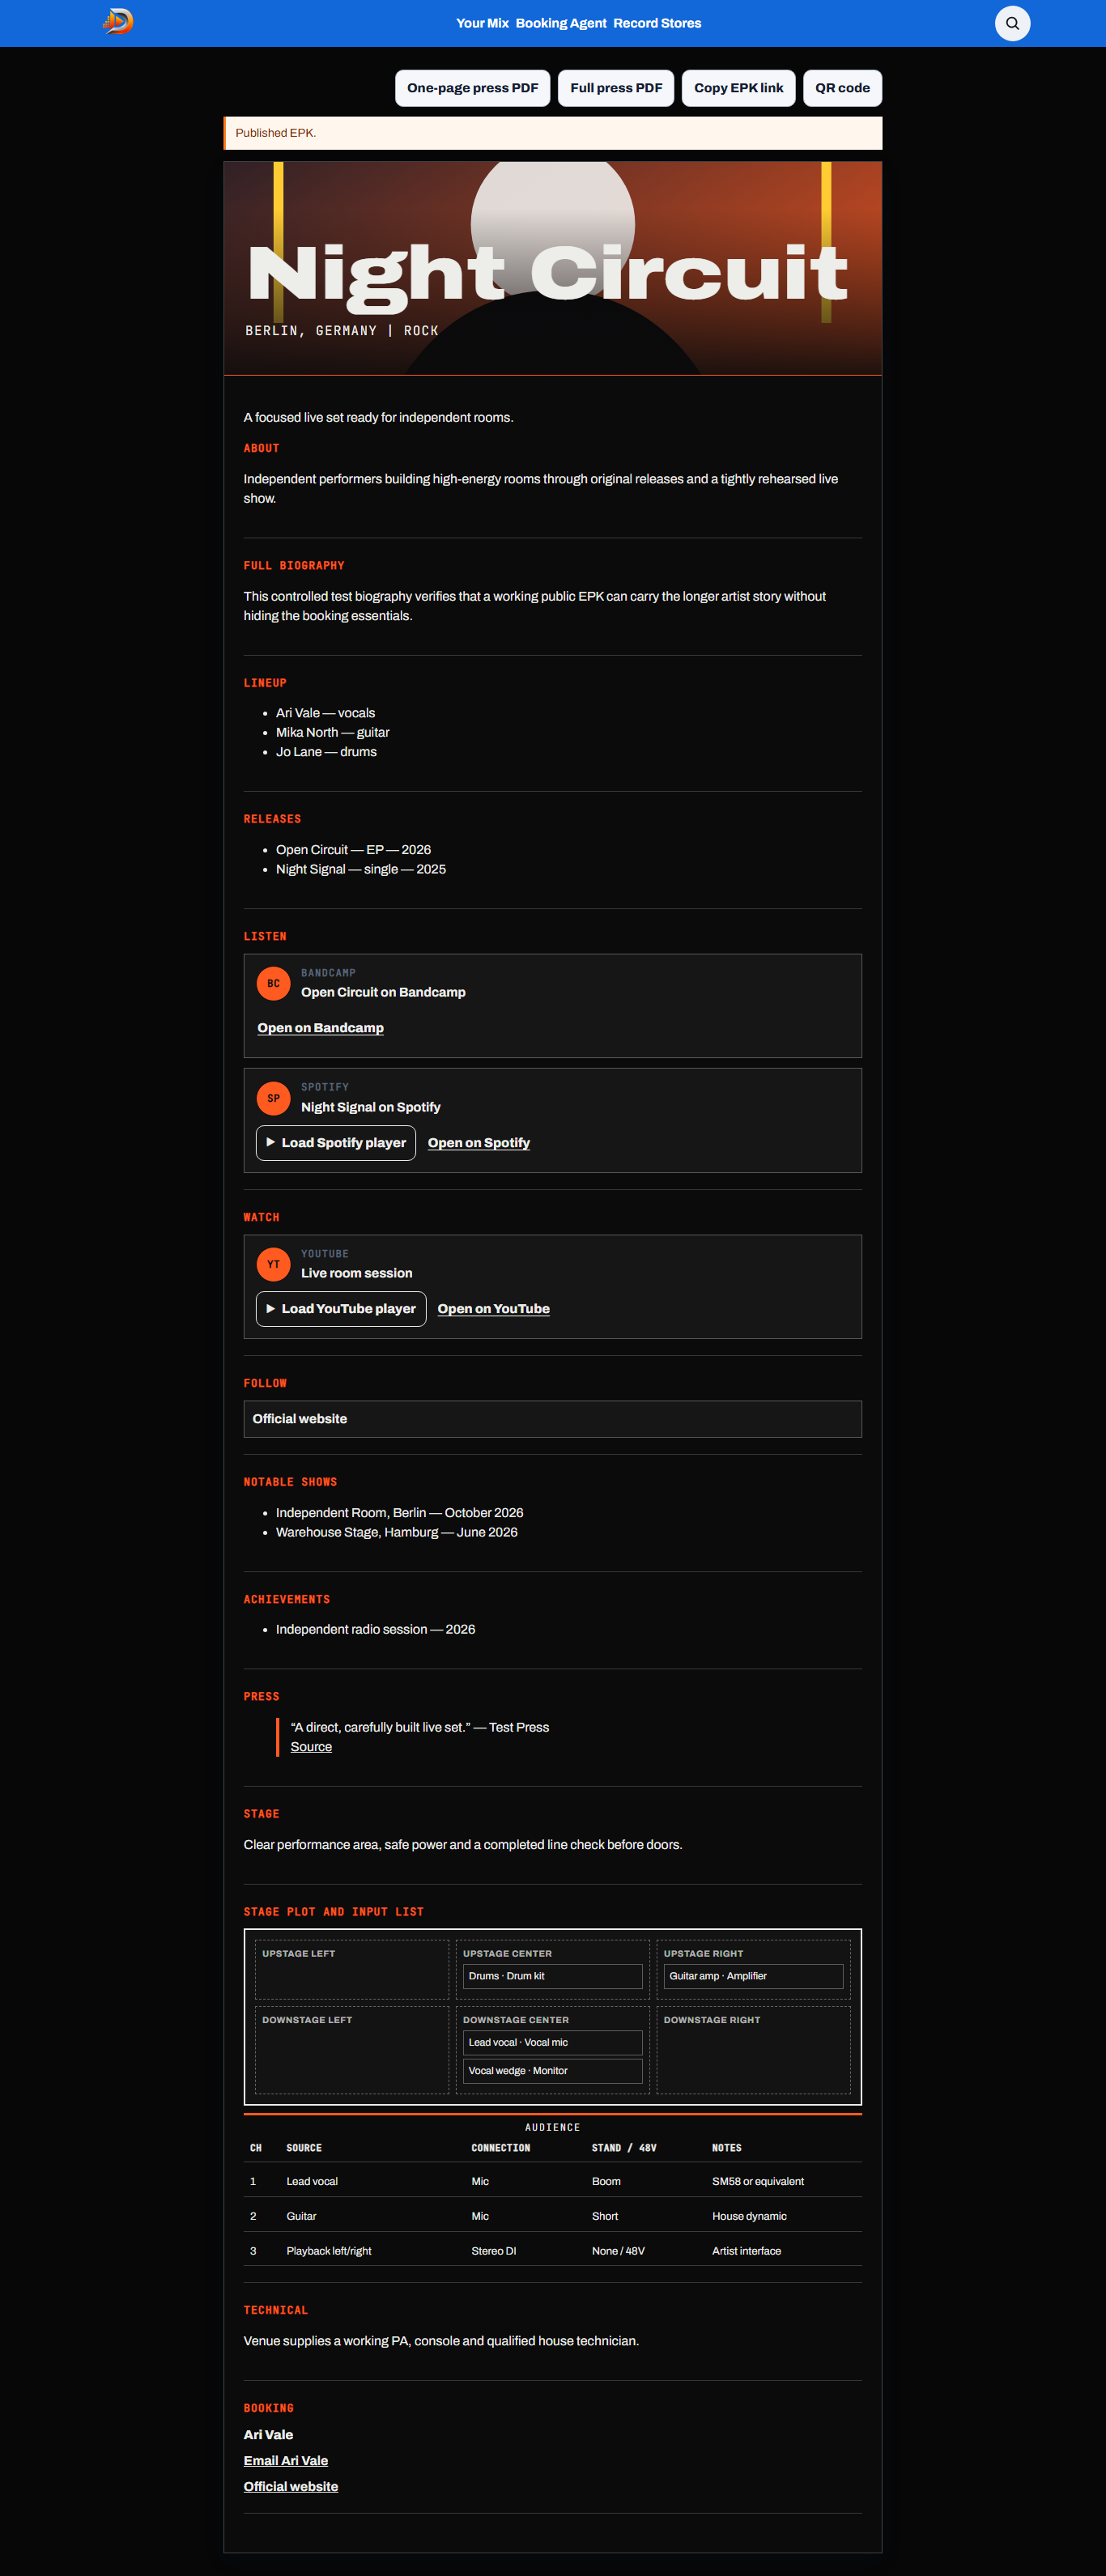 Your Mix Booking Agent Record Stores
One-page press PDF
Full press PDF
Copy EPK link
QR code
Published EPK.
Night Circuit
BERLIN, GERMANY | ROCK
A focused live set ready for independent rooms.
ABOUT
Independent performers building high-energy rooms through original releases and a tightly rehearsed live
show.
FULL BIOGRAPHY
This controlled test biography verifies that a working public EPK can carry the longer artist story without
hiding the booking essentials.
LINEUP
• Ari Vale — vocals
• Mika North — guitar
• Jo Lane — drums
RELEASES
• Open Circuit — EP — 2026
• Night Signal — single — 2025
LISTEN
BC
BANDCAMP
Open Circuit on Bandcamp
Open on Bandcamp
SP
SPOTIFY
Night Signal on Spotify
▶ Load Spotify player Open on Spotify
WATCH
YT
YOUTUBE
Live room session
▶ Load YouTube player Open on YouTube
FOLLOW
Official website
NOTABLE SHOWS
• Independent Room, Berlin — October 2026
• Warehouse Stage, Hamburg — June 2026
ACHIEVEMENTS
• Independent radio session — 2026
PRESS
“A direct, carefully built live set.” — Test Press
Source
STAGE
Clear performance area, safe power and a completed line check before doors.
STAGE PLOT AND INPUT LIST
UPSTAGE LEFT
UPSTAGE CENTER
Drums · Drum kit
UPSTAGE RIGHT
Guitar amp · Amplifier
DOWNSTAGE LEFT
DOWNSTAGE CENTER
Lead vocal · Vocal mic
Vocal wedge · Monitor
DOWNSTAGE RIGHT
AUDIENCE
CH SOURCE CONNECTION STAND / 48V NOTES
1 Lead vocal Mic Boom SM58 or equivalent
2 Guitar Mic Short House dynamic
3 Playback left/right Stereo DI None / 48V Artist interface
TECHNICAL
Venue supplies a working PA, console and qualified house technician.
BOOKING
Ari Vale
Email Ari Vale
Official website